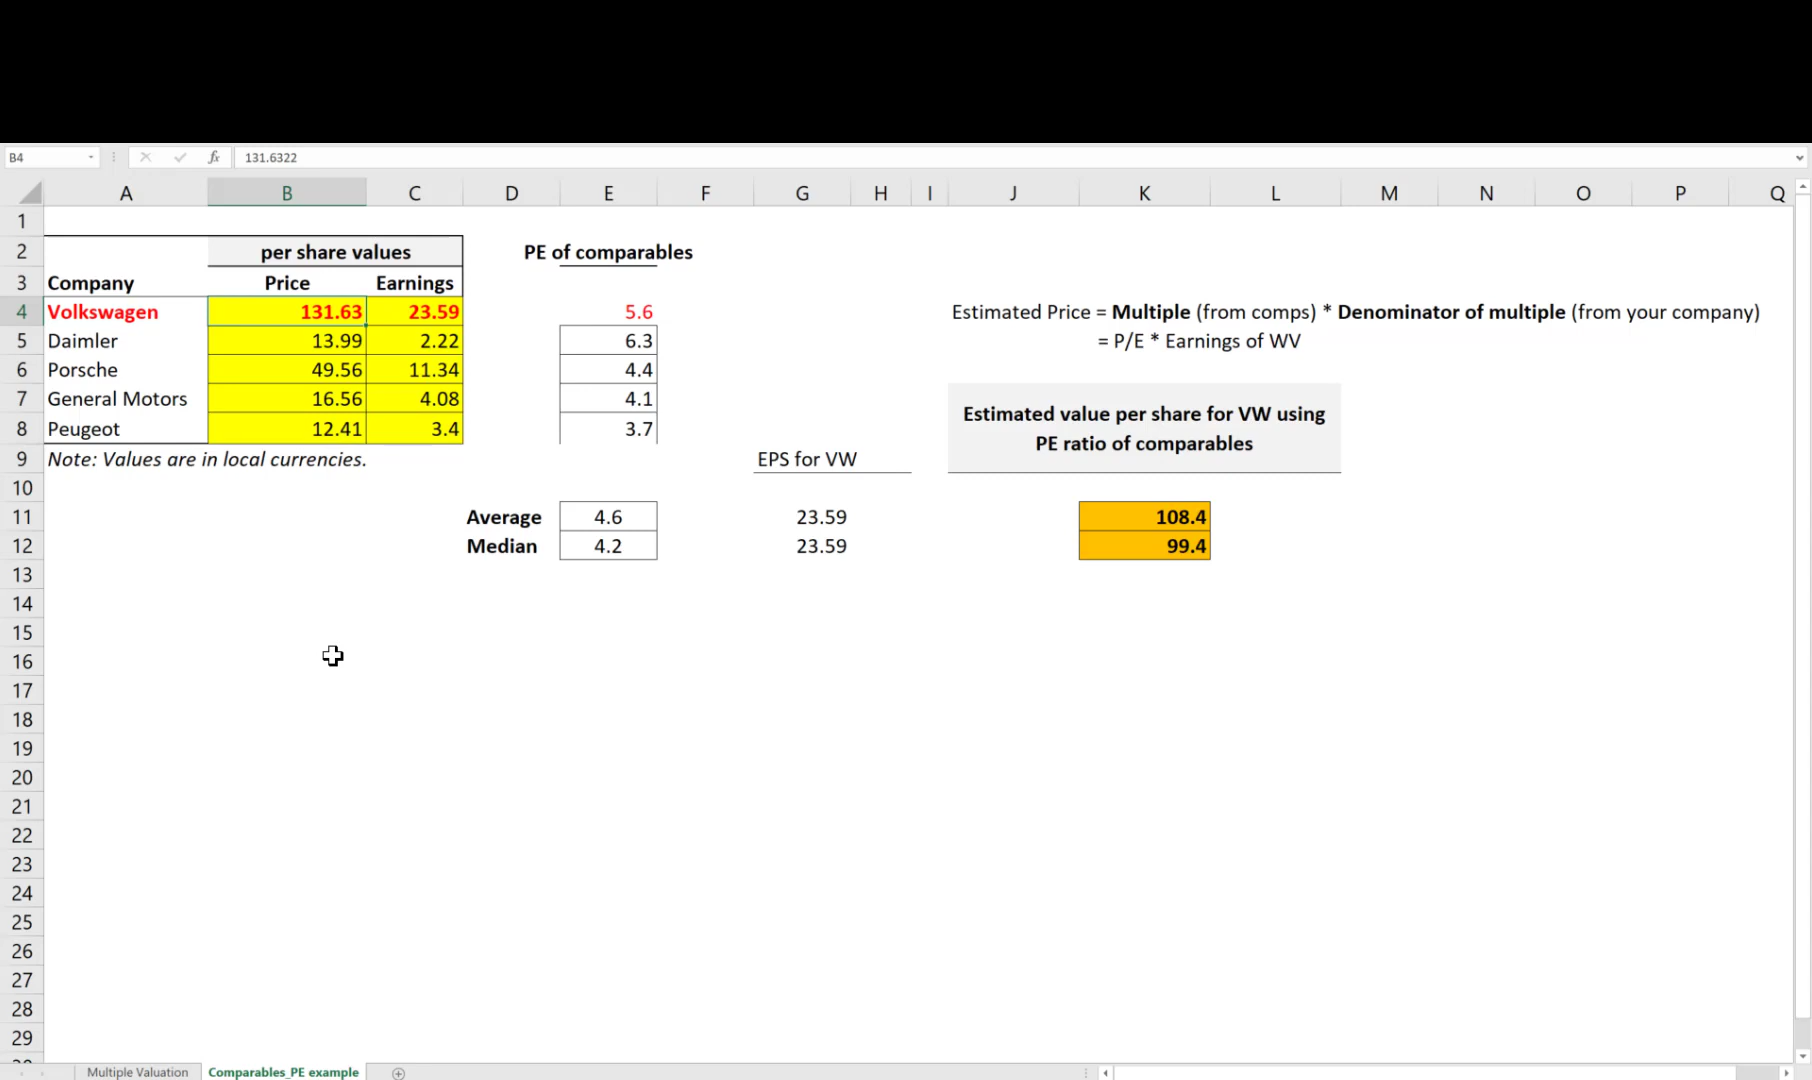 B4 fx 131.6322
A B C D E F G H I J K L M N O P Q
1
2 per share values PE of comparables
3 Company Price Earnings
4 Volkswagen 131.63 23.59 5.6 Estimated Price = Multiple (from comps) * Denominator of multiple (from your company)
5 Daimler 13.99 2.22 6.3 = P/E * Earnings of WV
6 Porsche 49.56 11.34 4.4
7 General Motors 16.56 4.08 4.1 Estimated value per share for VW using
8 Peugeot 12.41 3.4 3.7 PE ratio of comparables
9 Note: Values are in local currencies. EPS for VW
10
11 Average 4.6 23.59 108.4
12 Median 4.2 23.59 99.4
13
14
15
16
17
18
19
20
21
22
23
24
25
26
27
28
29
Multiple Valuation Comparables_PE example